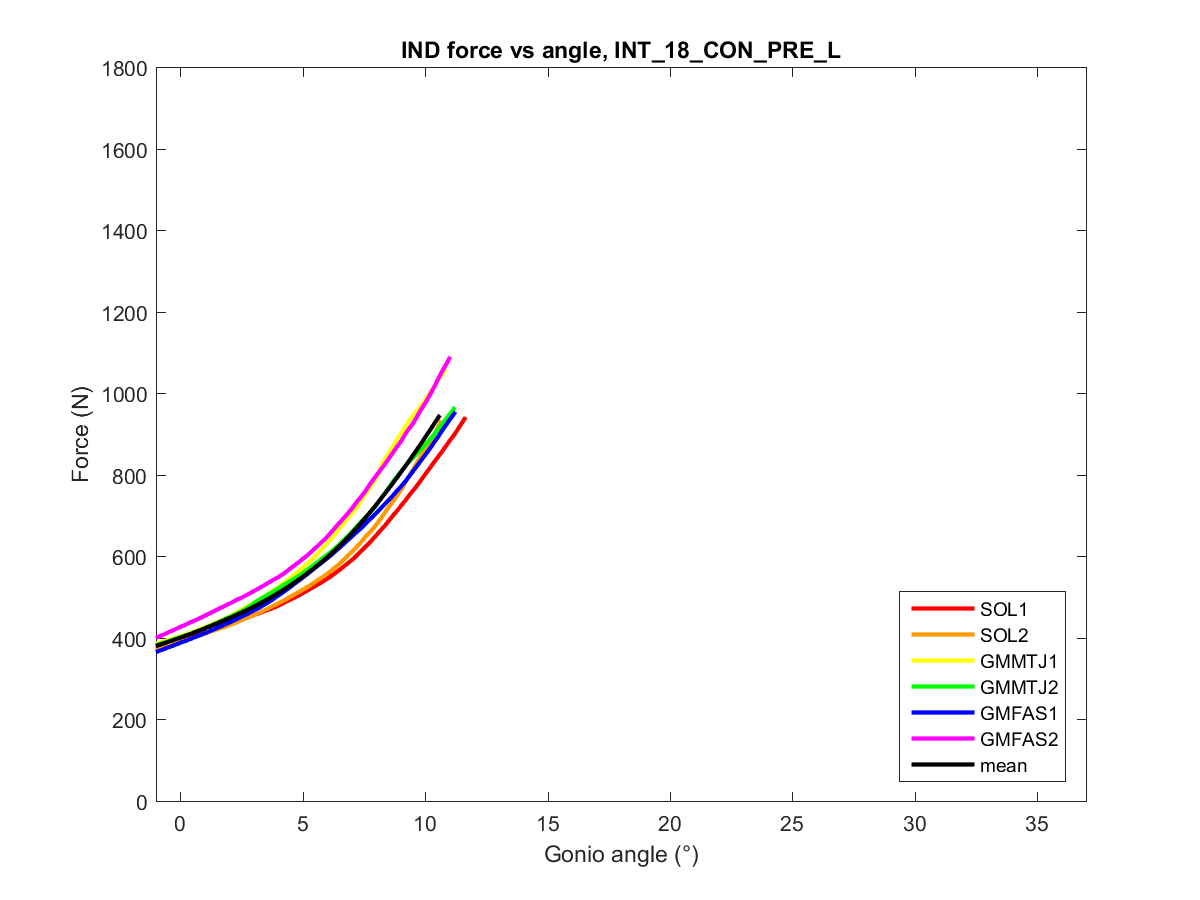 IND force vs angle, INT_18_CON_PRE_L
1800
1600
1400
1200
1000
800
600
400
200
0
Force (N)
0 5 10 15 20 25 30 35
Gonio angle (°)
SOL1
SOL2
GMMTJ1
GMMTJ2
GMFAS1
GMFAS2
mean